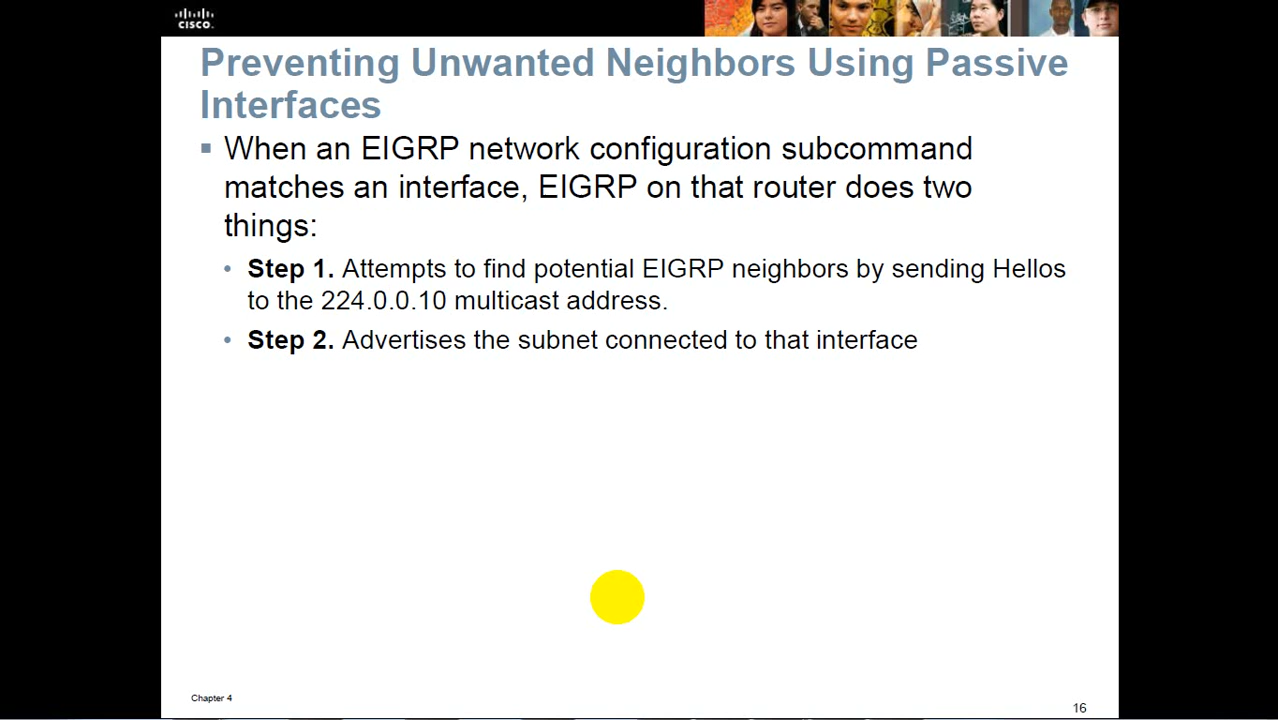 CISCO.
Preventing Unwanted Neighbors Using Passive
Interfaces
When an EIGRP network configuration subcommand
matches an interface, EIGRP on that router does two
things:
Step 1. Attempts to find potential EIGRP neighbors by sending Hellos
to the 224.0.0.10 multicast address.
Step 2. Advertises the subnet connected to that interface
Chapter 4
16